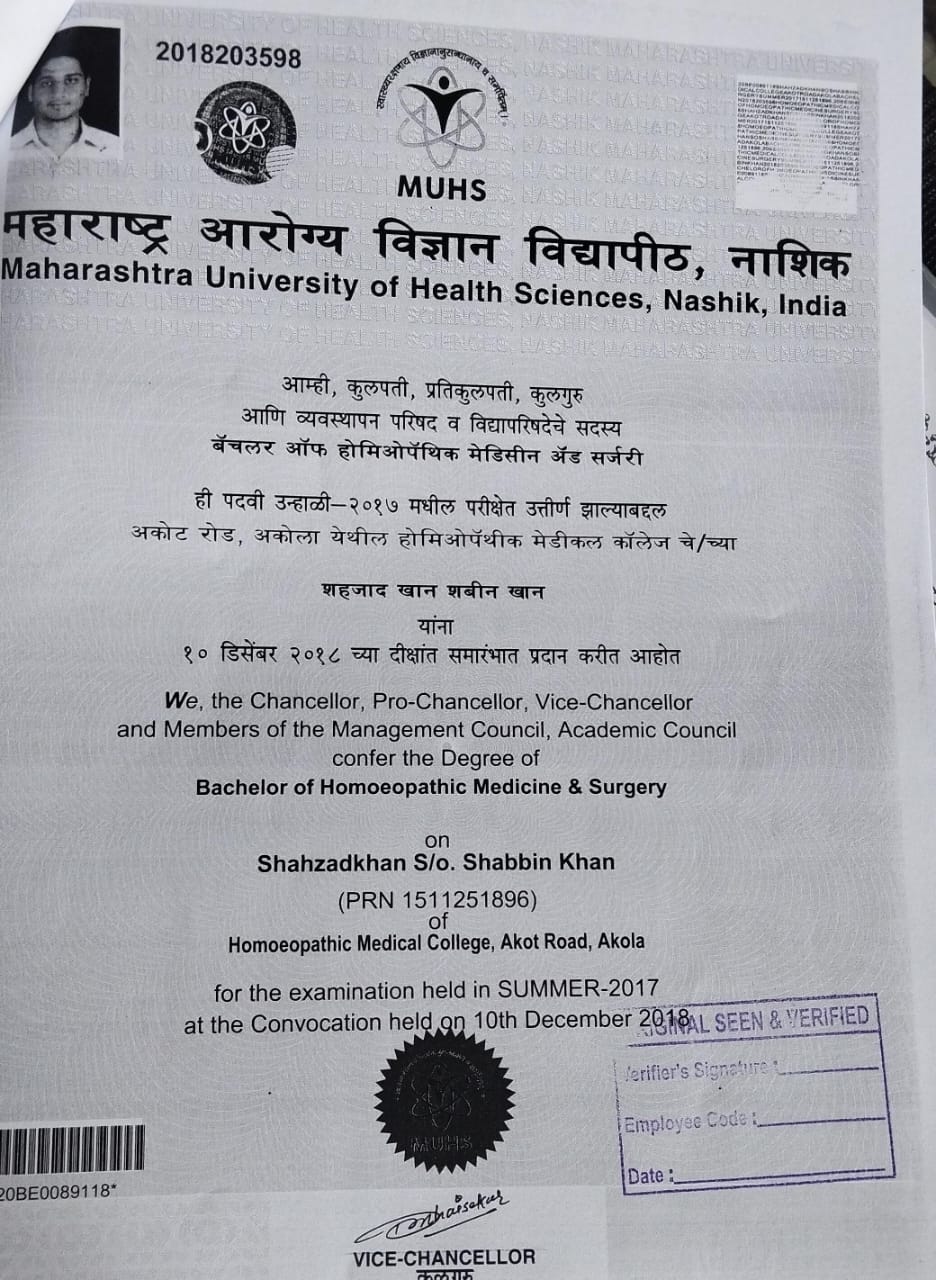 2018203598
स्वास्थ्यरक्षणाय विज्ञानानुसन्धानाय च समर्पितम्
MUHS
महाराष्ट्र आरोग्य विज्ञान विद्यापीठ, नाशिक
Maharashtra University of Health Sciences, Nashik, India
आम्ही, कुलपती, प्रतिकुलपती, कुलगुरु
आणि व्यवस्थापन परिषद व विद्यापरिषदेचे सदस्य
बॅचलर ऑफ होमिओपॅथिक मेडिसीन अँड सर्जरी
ही पदवी उन्हाळी–२०१७ मधील परीक्षेत उत्तीर्ण झाल्याबद्दल
अकोट रोड, अकोला येथील होमिओपॅथीक मेडीकल कॉलेज चे/च्या
शहजाद खान शबीन खान
यांना
१० डिसेंबर २०१८ च्या दीक्षांत समारंभात प्रदान करीत आहोत
We, the Chancellor, Pro-Chancellor, Vice-Chancellor
and Members of the Management Council, Academic Council
confer the Degree of
Bachelor of Homoeopathic Medicine & Surgery
on
Shahzadkhan S/o. Shabbin Khan
(PRN 1511251896)
of
Homoeopathic Medical College, Akot Road, Akola
for the examination held in SUMMER-2017
at the Convocation held on 10th December 2018
SEEN & VERIFIED
Verifier's Signature :
Employee Code :
Date :
MUHS
20BE0089118*
VICE-CHANCELLOR
कुलगुरु